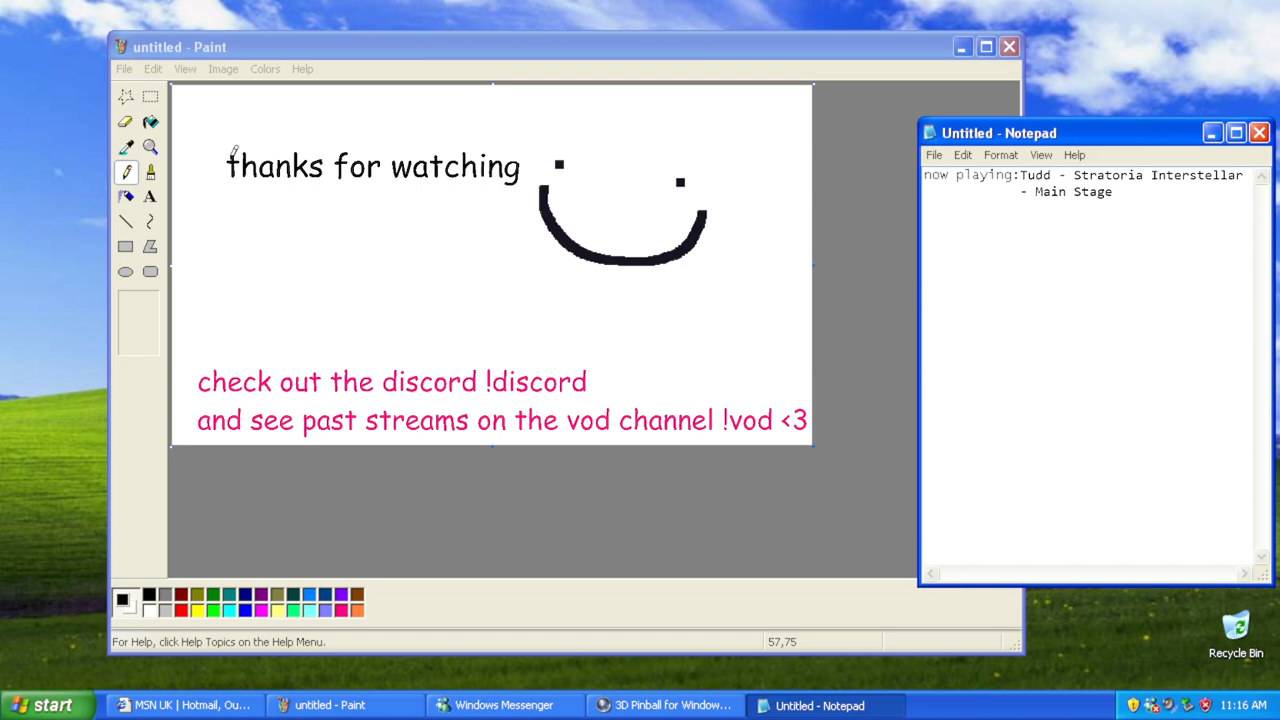 untitled - Paint
File Edit View Image Colors Help
thanks for watching
check out the discord !discord
and see past streams on the vod channel !vod <3
For Help, click Help Topics on the Help Menu.
57,75
Untitled - Notepad
File Edit Format View Help
now playing:Tudd - Stratoria Interstellar
- Main Stage
Recycle Bin
start
MSN UK | Hotmail, Ou...
untitled - Paint
Windows Messenger
3D Pinball for Window...
Untitled - Notepad
11:16 AM